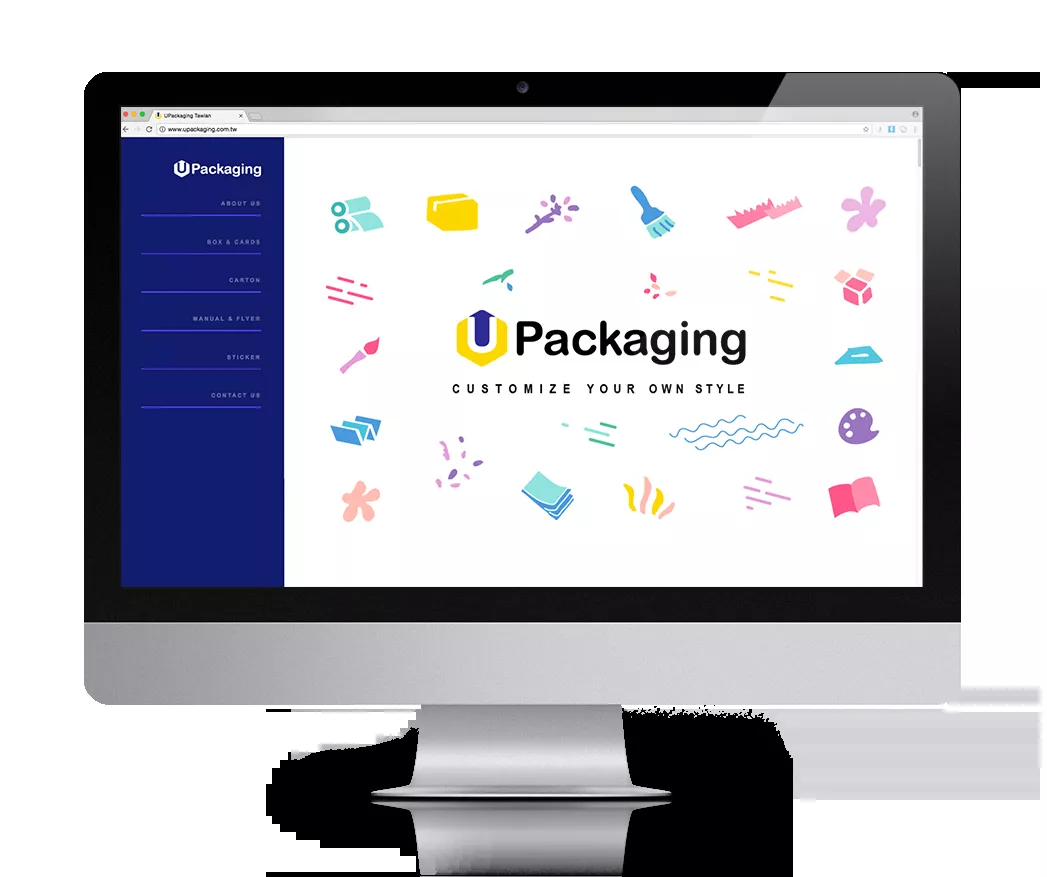 UPackaging Tawian
www.upackaging.com.tw
UPackaging
ABOUT US
BOX & CARDS
CARTON
MANUAL & FLYER
STICKER
CONTACT US
UPackaging
CUSTOMIZE YOUR OWN STYLE